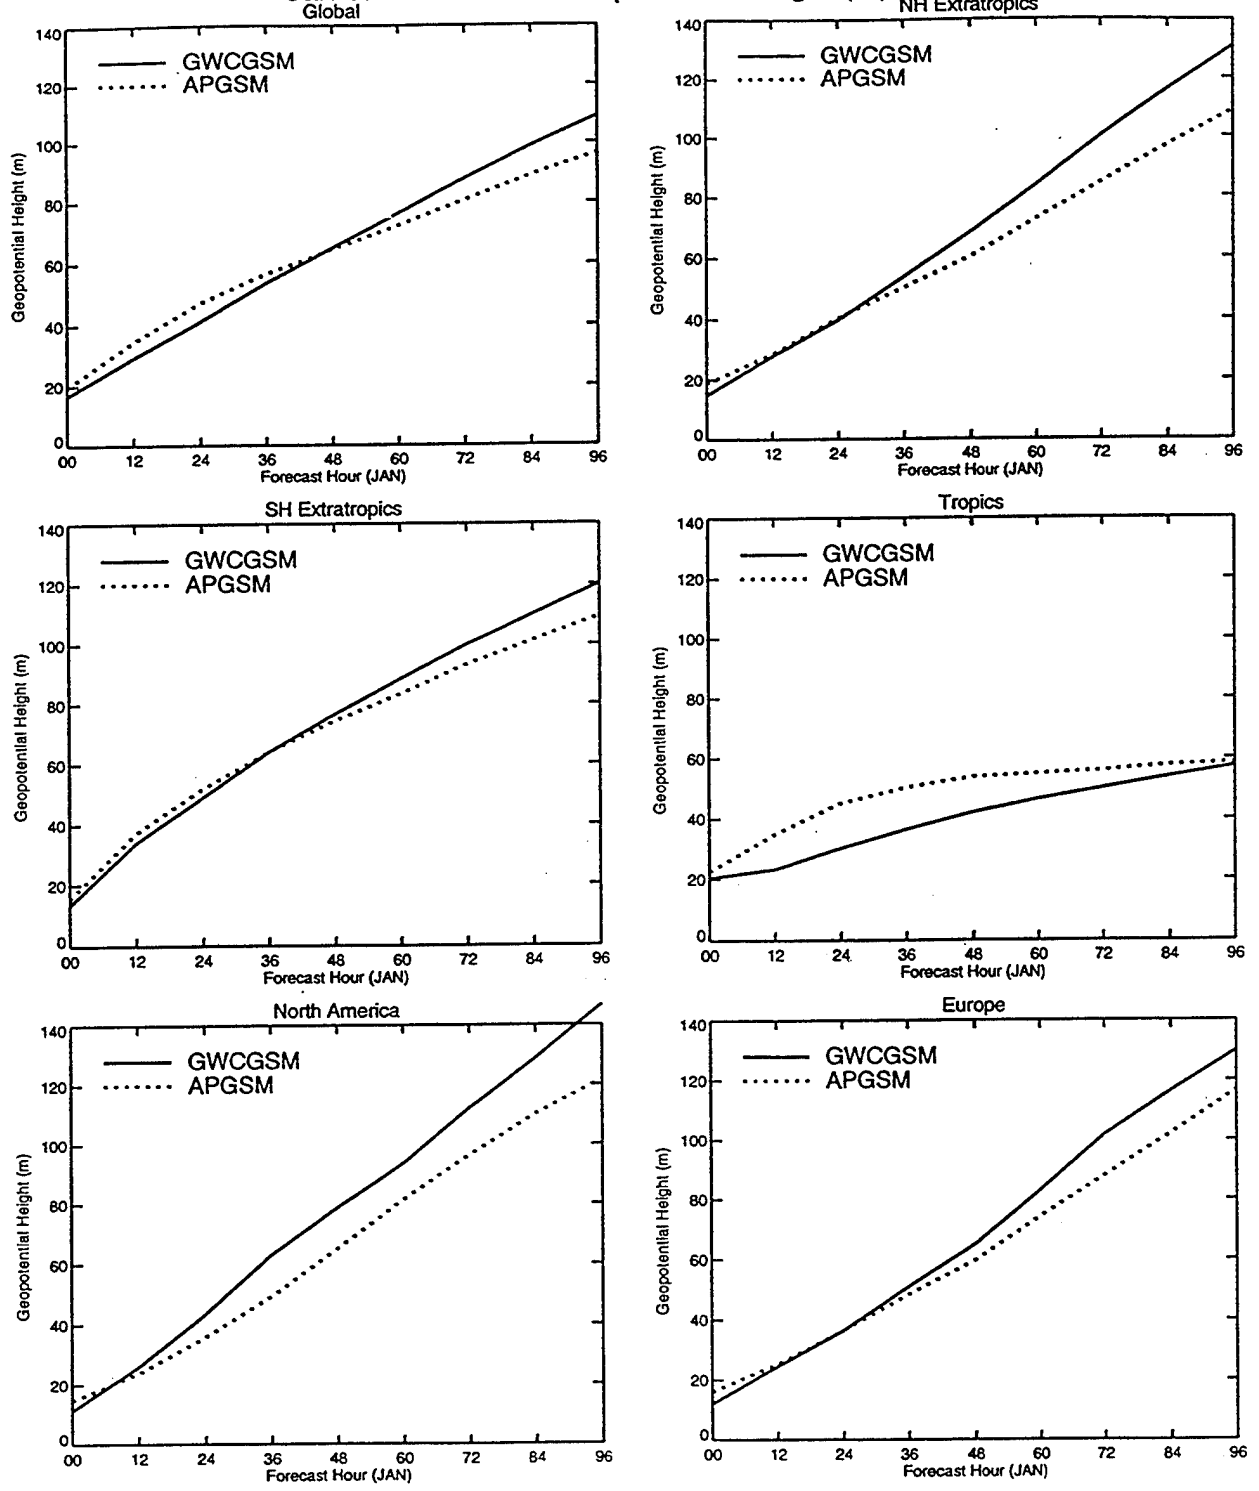 Global
140
120
100
80
60
40
20
0
GWCGSM
APGSM
Geopotential Height (m)
00 12 24 36 48 60 72 84 96
Forecast Hour (JAN)
NH Extratropics
140
120
100
80
60
40
20
0
GWCGSM
APGSM
Geopotential Height (m)
00 12 24 36 48 60 72 84 96
Forecast Hour (JAN)
SH Extratropics
140
120
100
80
60
40
20
0
GWCGSM
APGSM
Geopotential Height (m)
00 12 24 36 48 60 72 84 96
Forecast Hour (JAN)
Tropics
140
120
100
80
60
40
20
0
GWCGSM
APGSM
Geopotential Height (m)
00 12 24 36 48 60 72 84 96
Forecast Hour (JAN)
North America
140
120
100
80
60
40
20
0
GWCGSM
APGSM
Geopotential Height (m)
00 12 24 36 48 60 72 84 96
Forecast Hour (JAN)
Europe
140
120
100
80
60
40
20
0
GWCGSM
APGSM
Geopotential Height (m)
00 12 24 36 48 60 72 84 96
Forecast Hour (JAN)